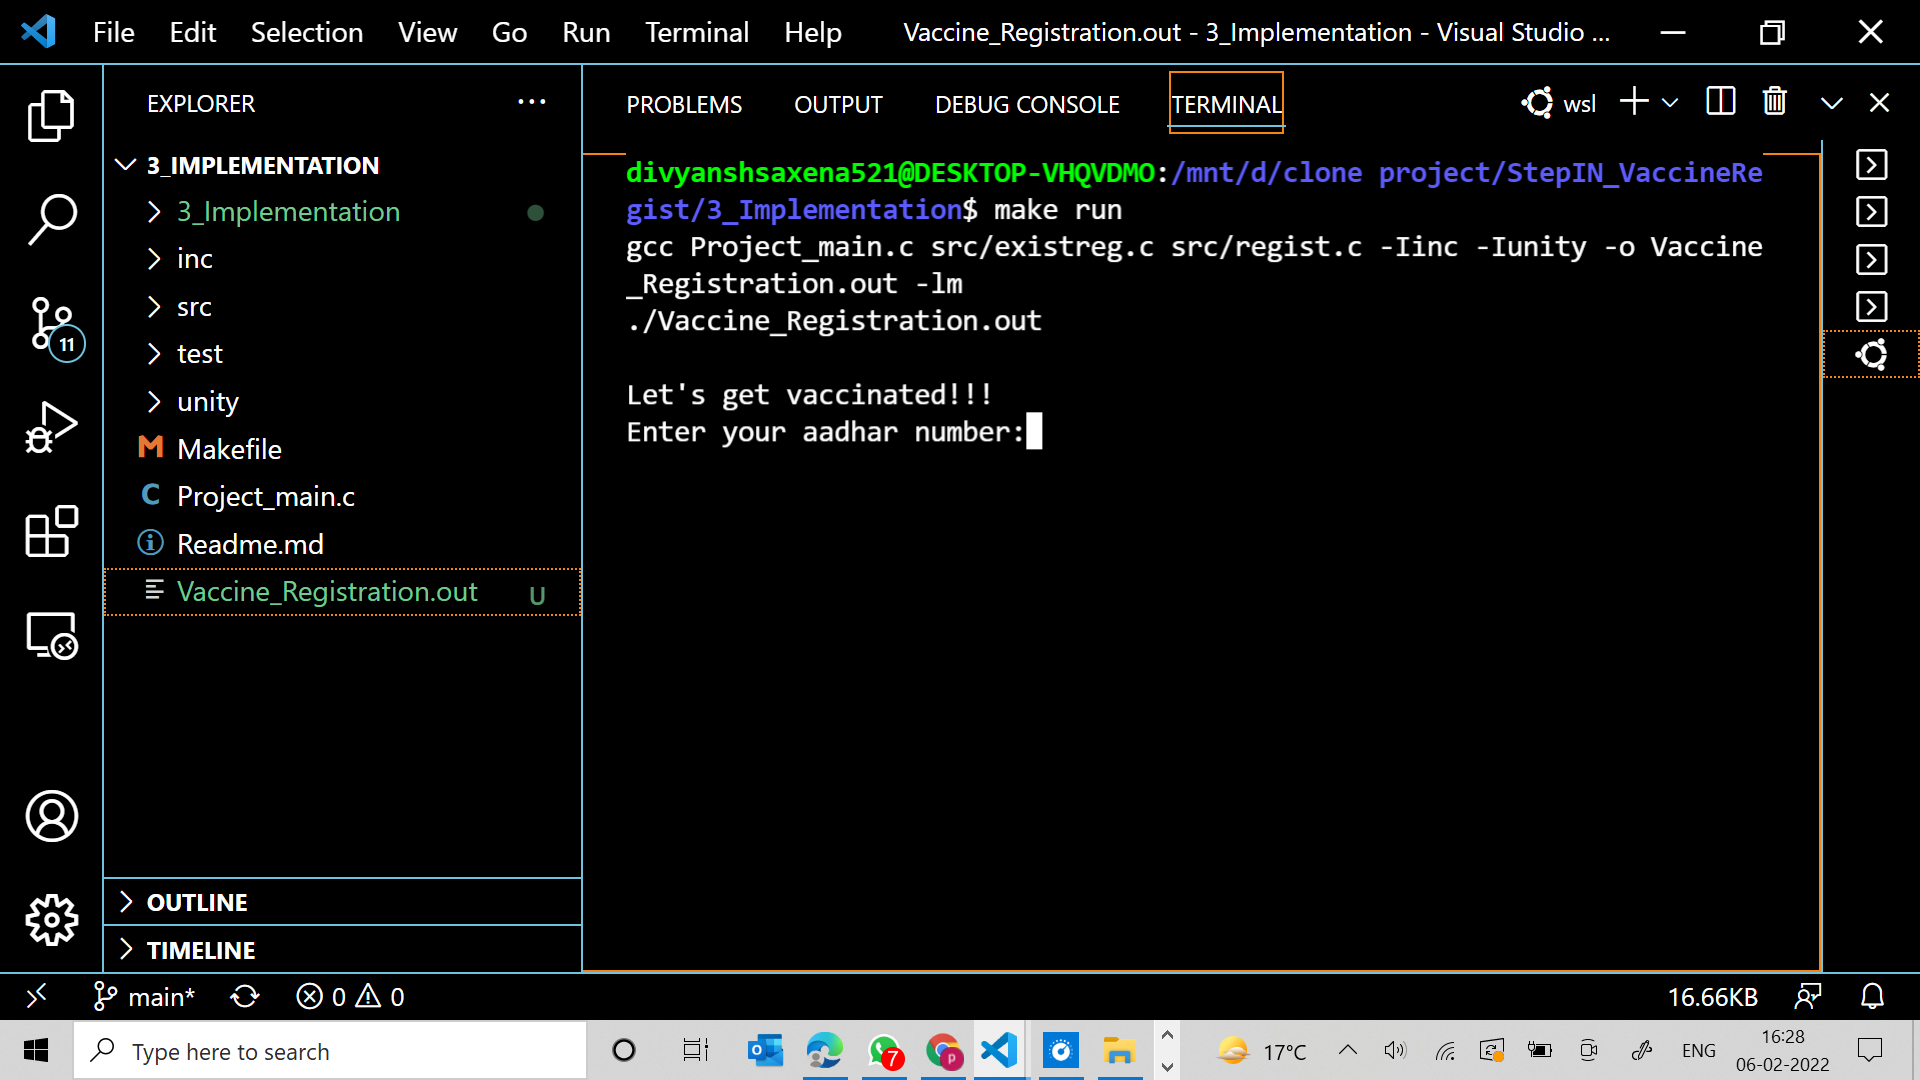 File Edit Selection View Go Run Terminal Help Vaccine_Registration.out - 3_Implementation - Visual Studio ...
EXPLORER
3_IMPLEMENTATION
3_Implementation
inc
src
test
unity
M Makefile
C Project_main.c
Readme.md
Vaccine_Registration.out U
OUTLINE
TIMELINE
11
PROBLEMS OUTPUT DEBUG CONSOLE TERMINAL wsl
divyanshsaxena521@DESKTOP-VHQVDMO:/mnt/d/clone project/StepIN_VaccineRe
gist/3_Implementation$ make run
gcc Project_main.c src/existreg.c src/regist.c -Iinc -Iunity -o Vaccine
_Registration.out -lm
./Vaccine_Registration.out
Let's get vaccinated!!!
Enter your aadhar number:
main* 0 0 16.66KB
Type here to search 7 p 17°C ENG 16:28
06-02-2022